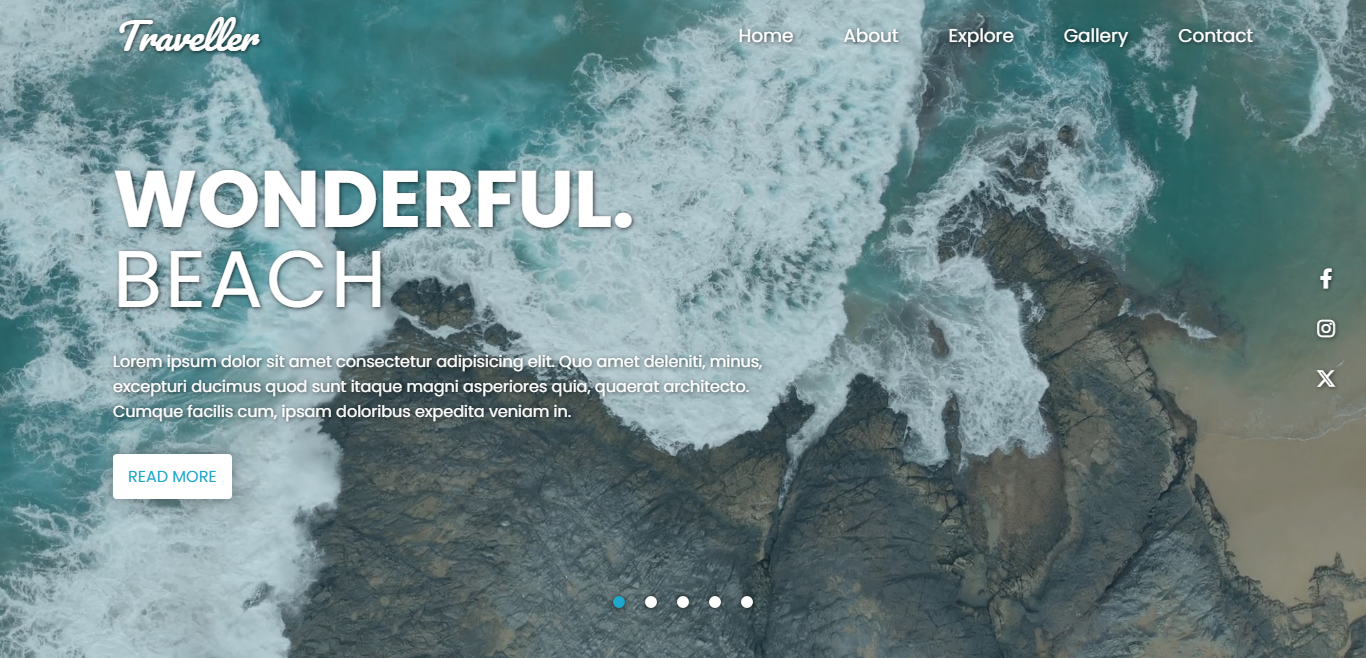 Traveller
Home About Explore Gallery Contact
WONDERFUL.
BEACH
Lorem ipsum dolor sit amet consectetur adipisicing elit. Quo amet deleniti, minus,
excepturi ducimus quod sunt itaque magni asperiores quia, quaerat architecto.
Cumque facilis cum, ipsam doloribus expedita veniam in.
READ MORE